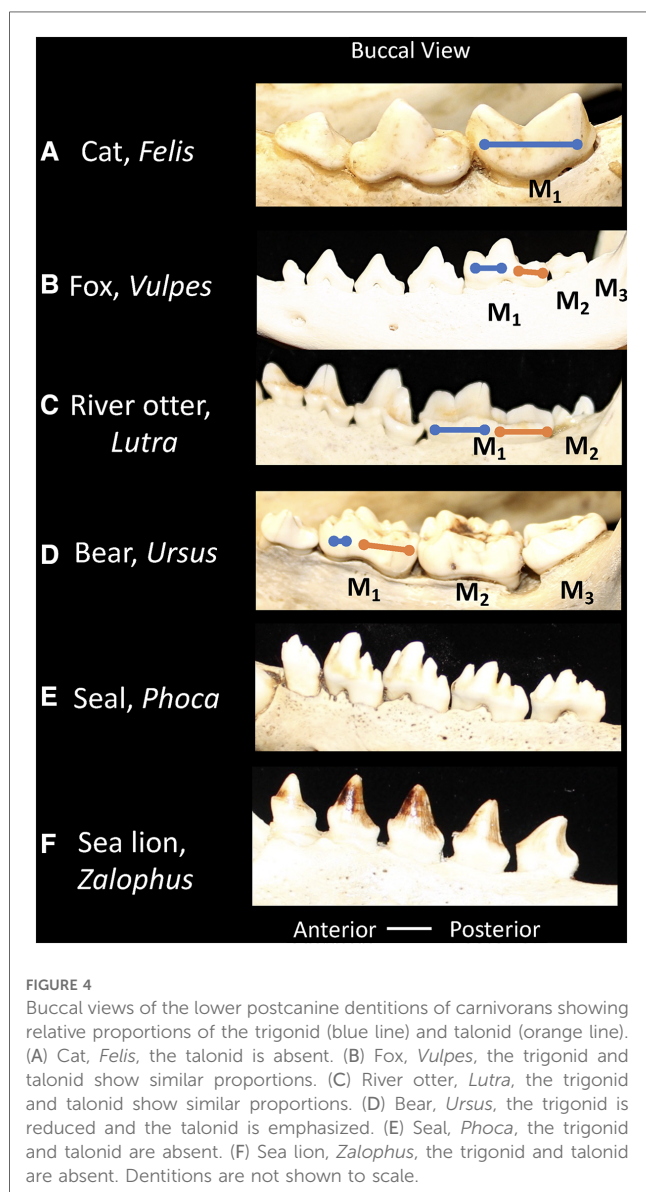 Buccal View
A Cat, Felis
M1
B Fox, Vulpes
M1
M2
M3
C River otter,
Lutra
M1
M2
D Bear, Ursus
M1
M2
M3
E Seal, Phoca
F Sea lion,
Zalophus
Anterior — Posterior
FIGURE 4
Buccal views of the lower postcanine dentitions of carnivorans showing
relative proportions of the trigonid (blue line) and talonid (orange line).
(A) Cat, Felis, the talonid is absent. (B) Fox, Vulpes, the trigonid and
talonid show similar proportions. (C) River otter, Lutra, the trigonid
and talonid show similar proportions. (D) Bear, Ursus, the trigonid is
reduced and the talonid is emphasized. (E) Seal, Phoca, the trigonid
and talonid are absent. (F) Sea lion, Zalophus, the trigonid and talonid
are absent. Dentitions are not shown to scale.